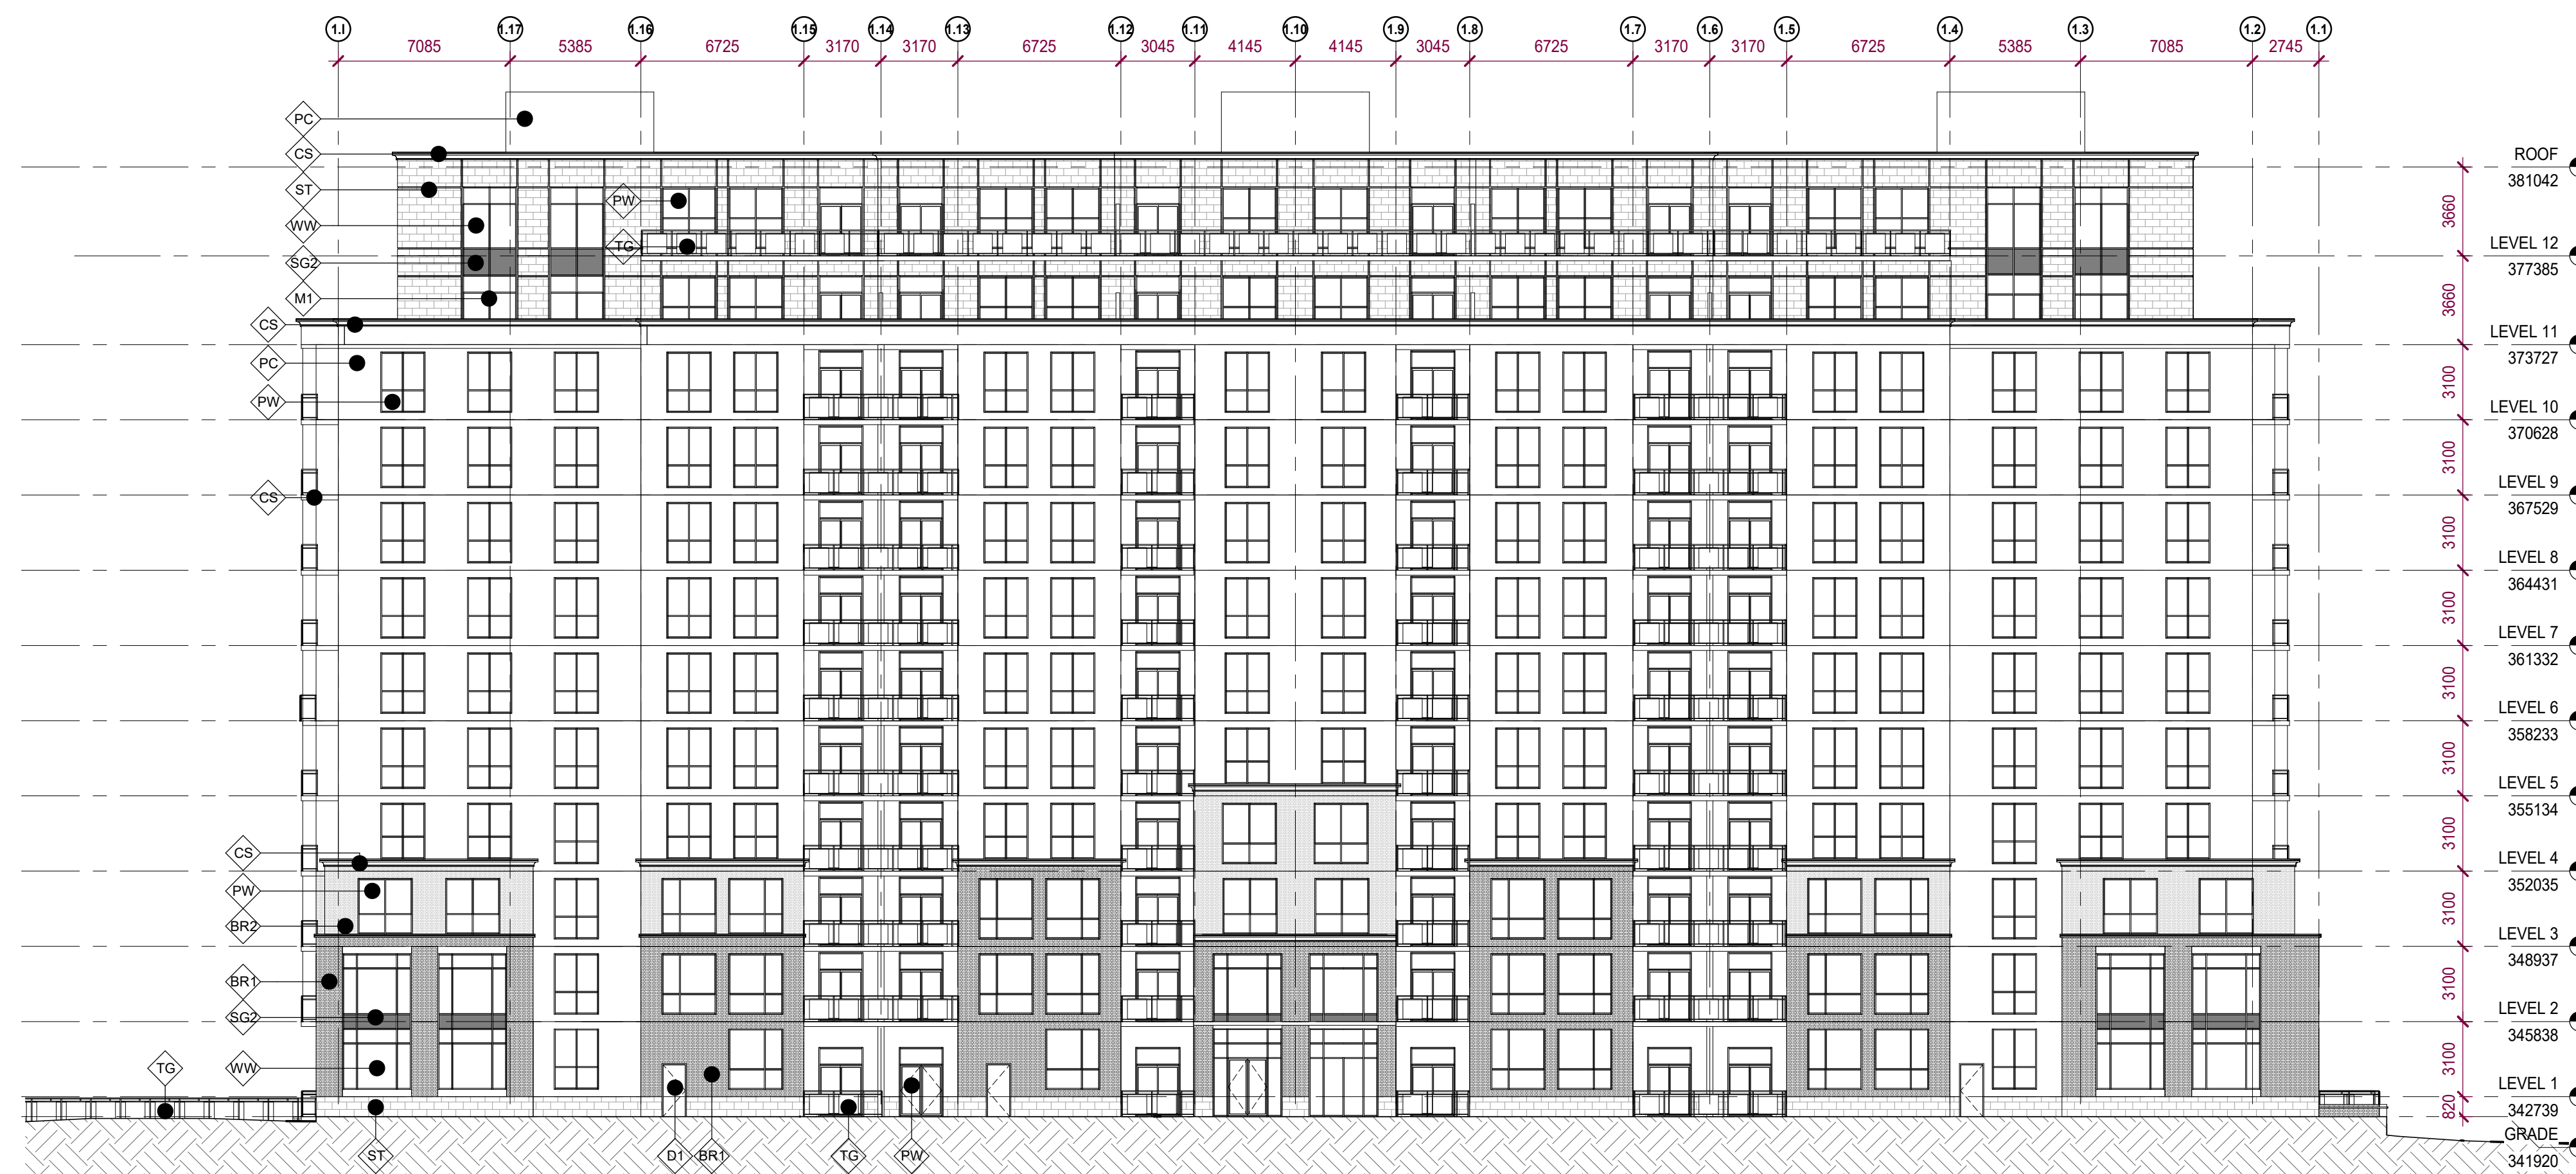 1.I 1.17 1.16 1.15 1.14 1.13 1.12 1.11 1.10 1.9 1.8 1.7 1.6 1.5 1.4 1.3 1.2 1.1
7085 5385 6725 3170 3170 6725 3045 4145 4145 3045 6725 3170 3170 6725 5385 7085 2745
PC
CS
ST
PW
WW
TG
SG2
M1
CS
PC
PW
CS
CS
PW
BR2
BR1
SG2
TG
WW
ST
D1
BR1
TG
PW
ROOF
381042
3660
LEVEL 12
377385
3660
LEVEL 11
373727
3100
LEVEL 10
370628
3100
LEVEL 9
367529
3100
LEVEL 8
364431
3100
LEVEL 7
361332
3100
LEVEL 6
358233
3100
LEVEL 5
355134
3100
LEVEL 4
352035
3100
LEVEL 3
348937
3100
LEVEL 2
345838
3100
LEVEL 1
342739
820
GRADE
341920